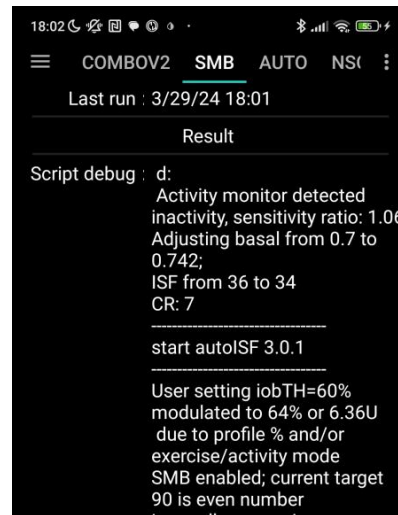 18:02
55
COMBOV2 SMB AUTO NS(
Last run : 3/29/24 18:01
Result
Script debug : d:
Activity monitor detected
inactivity, sensitivity ratio: 1.06
Adjusting basal from 0.7 to
0.742;
ISF from 36 to 34
CR: 7
----------------------------------
start autoISF 3.0.1
----------------------------------
User setting iobTH=60%
modulated to 64% or 6.36U
due to profile % and/or
exercise/activity mode
SMB enabled; current target
90 is even number